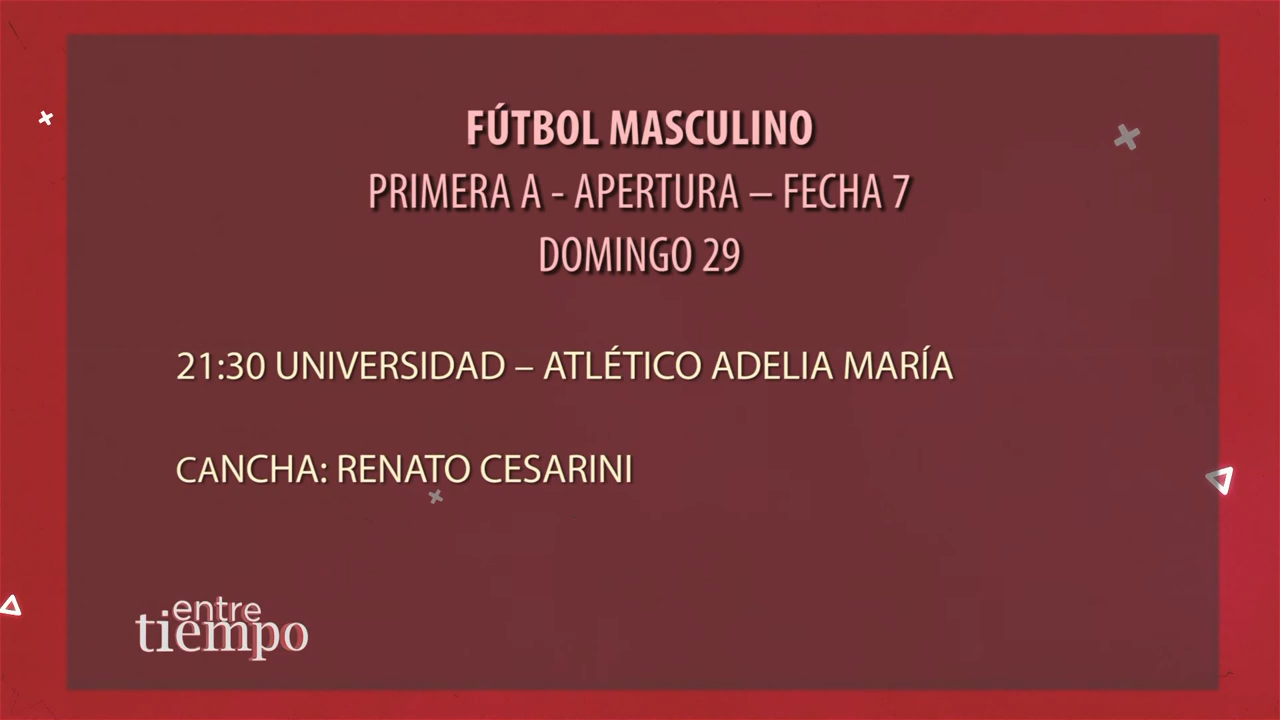 FÚTBOL MASCULINO
PRIMERA A - APERTURA – FECHA 7
DOMINGO 29
21:30 UNIVERSIDAD – ATLÉTICO ADELIA MARÍA
CANCHA: RENATO CESARINI
entre
tiempo